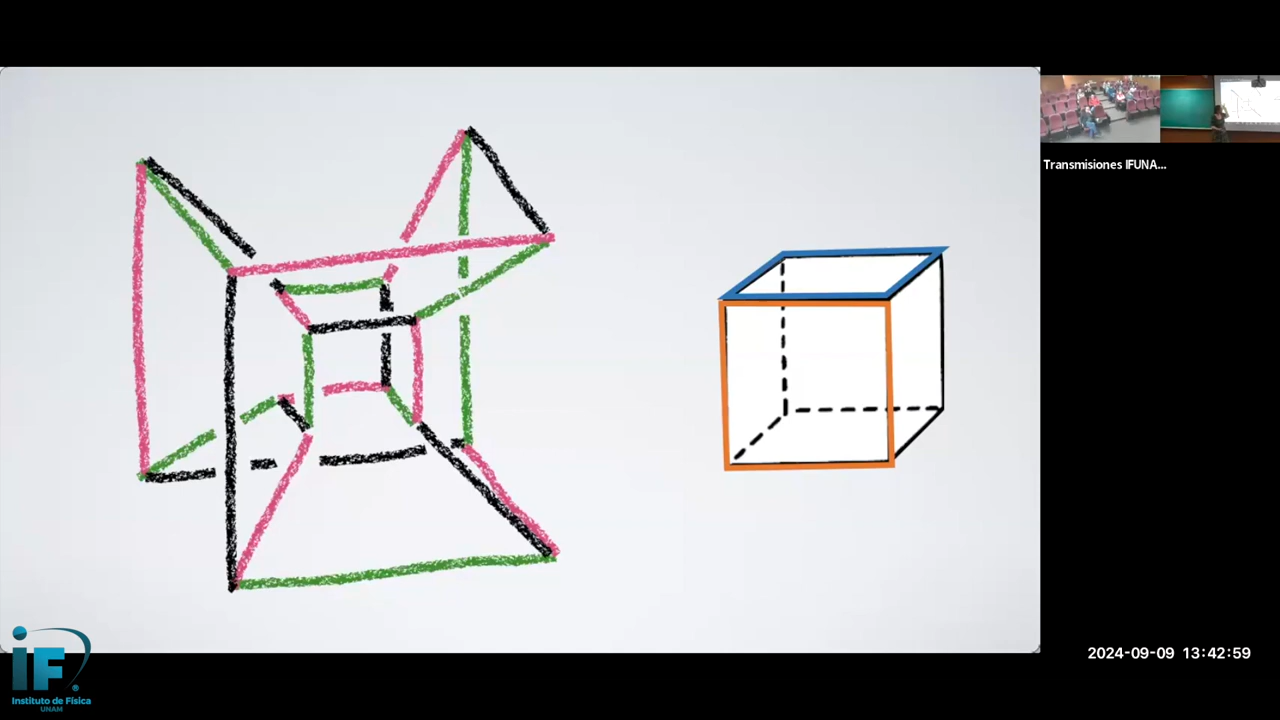 Transmisiones IFUNA...
2024-09-09 13:42:59
iF
Instituto de Física
UNAM